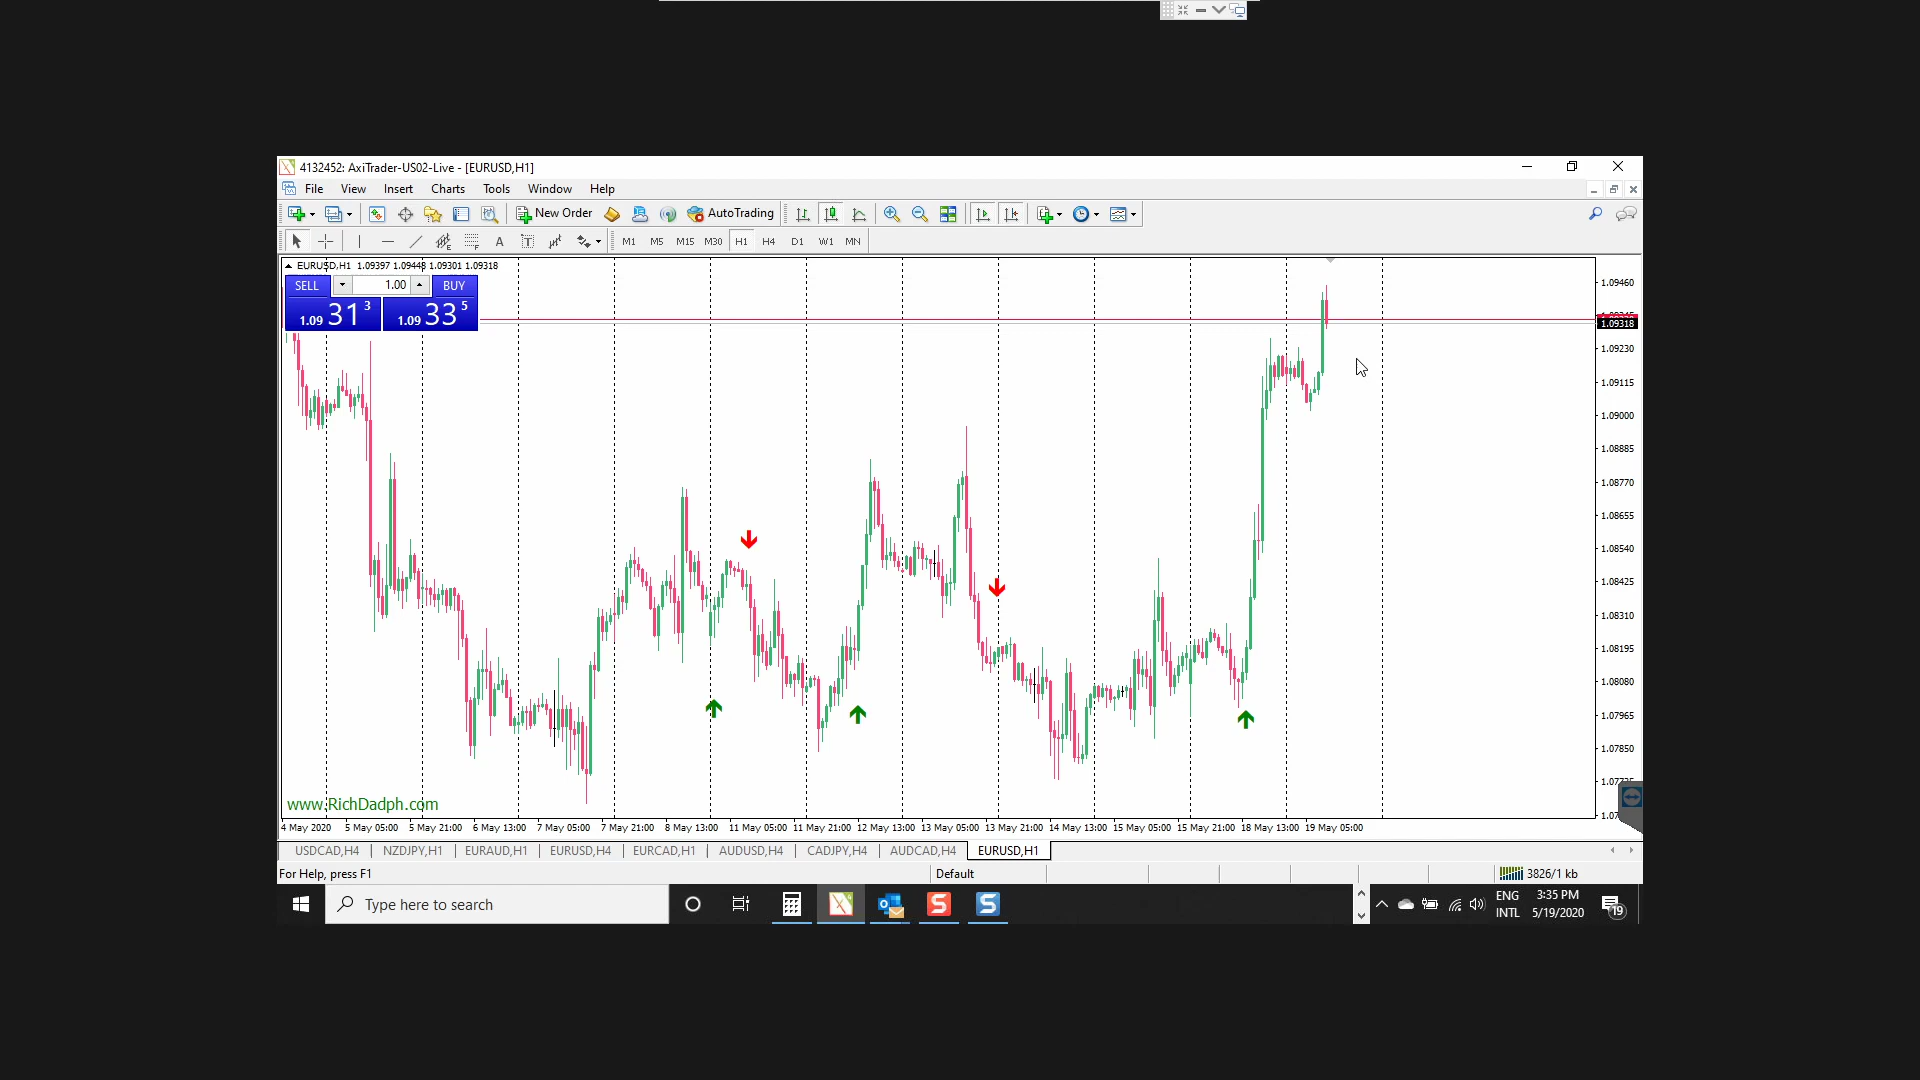 4132452: AxiTrader-US02-Live - [EURUSD,H1]
File View Insert Charts Tools Window Help
New Order AutoTrading
A T M1 M5 M15 M30 H1 H4 D1 W1 MN
EURUSD,H1 1.09397 1.09448 1.09301 1.09318
SELL 1.00 BUY
1.09 31 3 1.09 33 5
1.09460
1.09318
1.09230
1.09115
1.09000
1.08885
1.08770
1.08655
1.08540
1.08425
1.08310
1.08195
1.08080
1.07965
1.07850
www.RichDadph.com
4 May 2020 5 May 05:00 5 May 21:00 6 May 13:00 7 May 05:00 7 May 21:00 8 May 13:00 11 May 05:00 11 May 21:00 12 May 13:00 13 May 05:00 13 May 21:00 14 May 13:00 15 May 05:00 15 May 21:00 18 May 13:00 19 May 05:00
USDCAD,H4 NZDJPY,H1 EURAUD,H1 EURUSD,H4 EURCAD,H1 AUDUSD,H4 CADJPY,H4 AUDCAD,H4 EURUSD,H1
For Help, press F1 Default 3826/1 kb
Type here to search
ENG 3:35 PM
INTL 5/19/2020 19